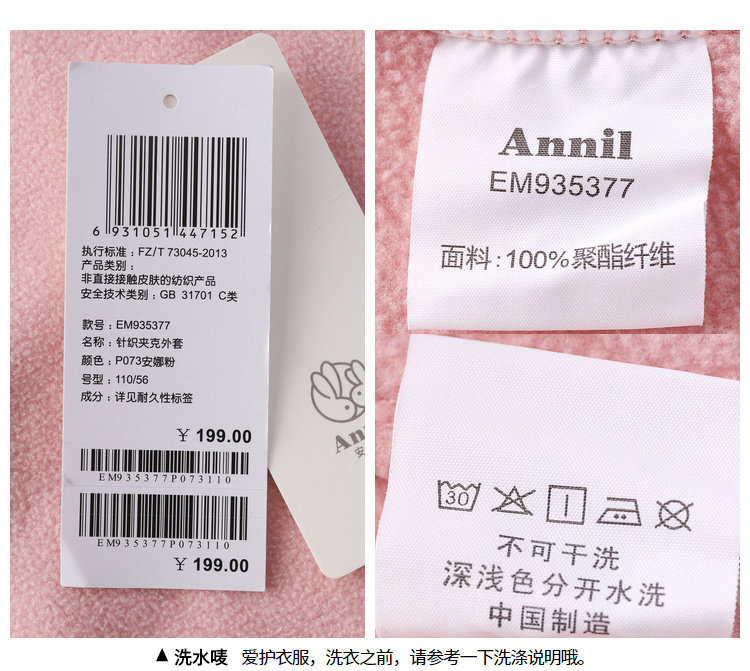 6 931051 447152
执行标准：FZ/T 73045-2013
产品类别：
非直接接触皮肤的纺织产品
安全技术类别：GB 31701 C类
款号：EM935377
名称：针织夹克外套
颜色：P073安娜粉
号型：110/56
成分：详见耐久性标签
￥199.00
EM935377P073110
EM935377P073110
￥199.00
Ann
安
Annil
EM935377
面料：100%聚酯纤维
30
不可干洗
深浅色分开水洗
中国制造
▲ 洗水唛 爱护衣服，洗衣之前，请参考一下洗涤说明哦。